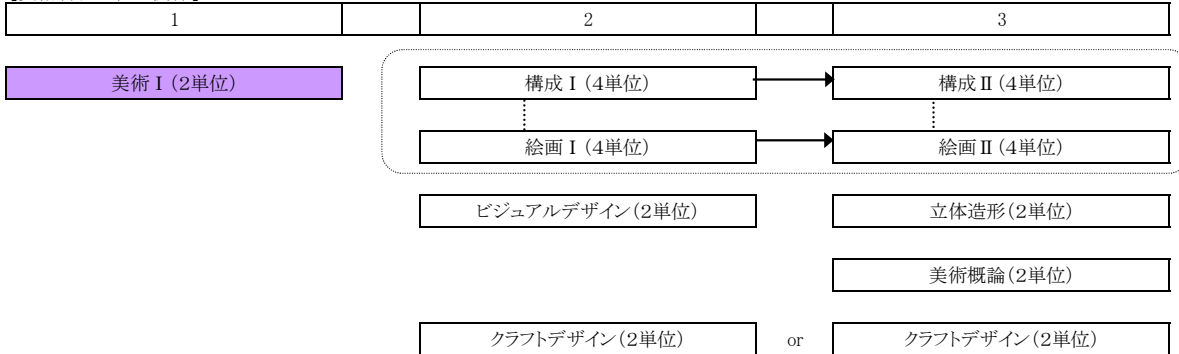 1 2 3
美術Ⅰ(2単位) 構成Ⅰ(4単位) 構成Ⅱ(4単位)
絵画Ⅰ(4単位) 絵画Ⅱ(4単位)
ビジュアルデザイン(2単位) 立体造形(2単位)
美術概論(2単位)
クラフトデザイン(2単位) or クラフトデザイン(2単位)